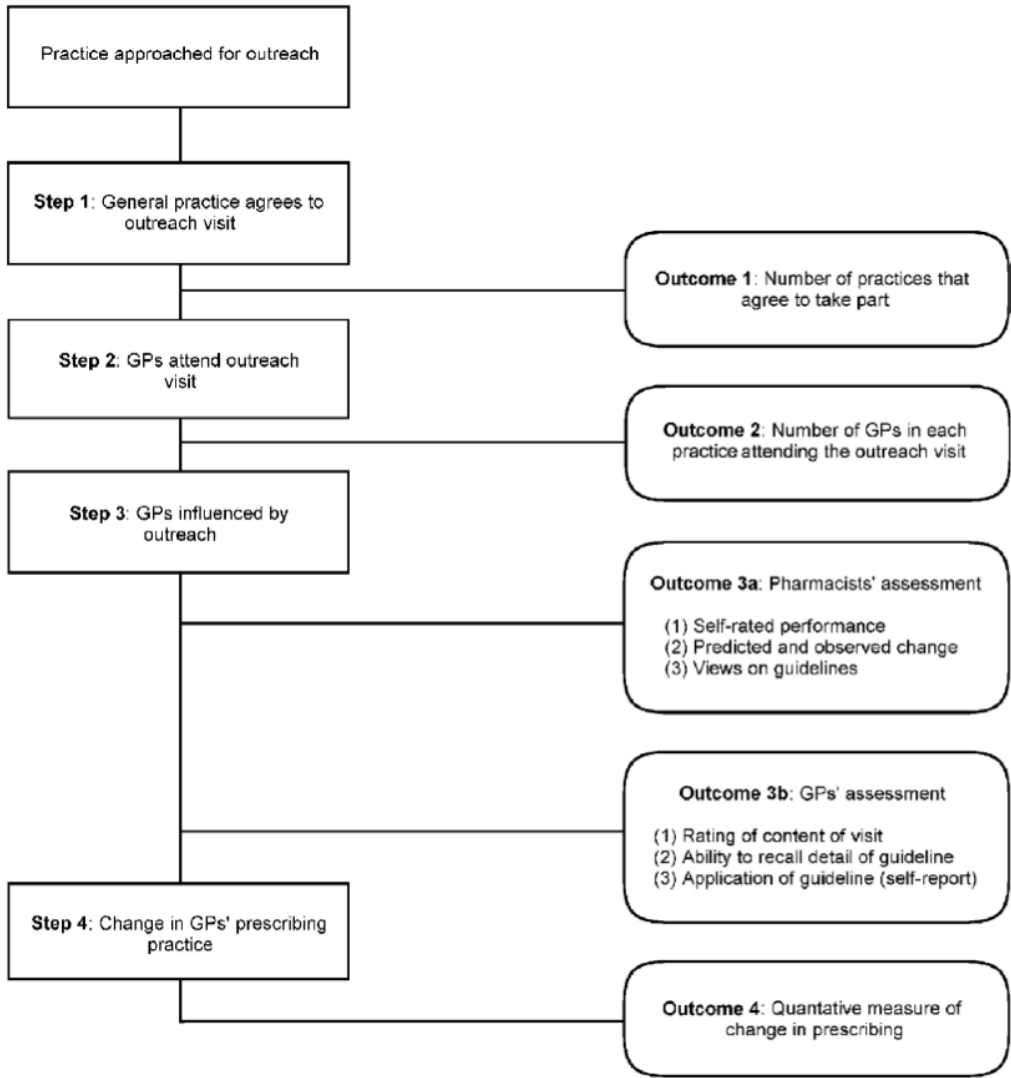 Practice approached for outreach
Step 1: General practice agrees to
outreach visit
Outcome 1: Number of practices that
agree to take part
Step 2: GPs attend outreach
visit
Outcome 2: Number of GPs in each
practice attending the outreach visit
Step 3: GPs influenced by
outreach
Outcome 3a: Pharmacists' assessment
(1) Self-rated performance
(2) Predicted and observed change
(3) Views on guidelines
Outcome 3b: GPs' assessment
(1) Rating of content of visit
(2) Ability to recall detail of guideline
(3) Application of guideline (self-report)
Step 4: Change in GPs' prescribing
practice
Outcome 4: Quantative measure of
change in prescribing